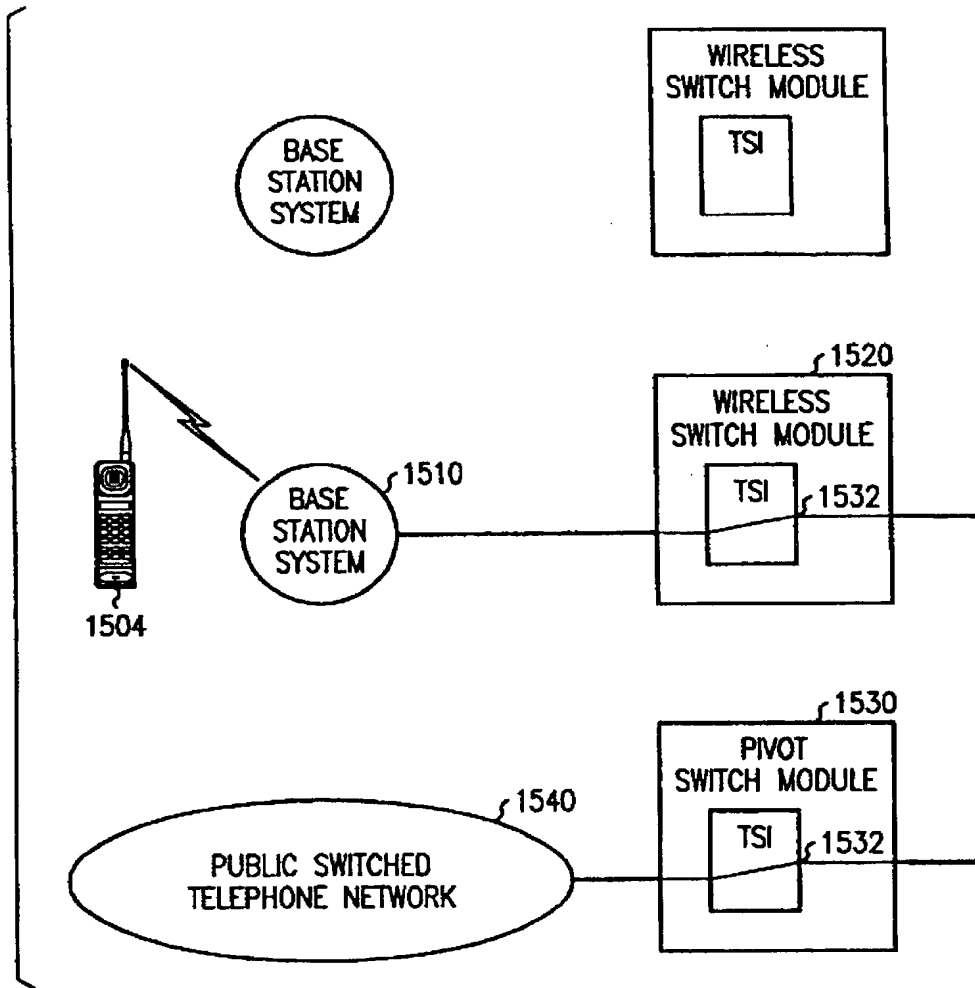 WIRELESS
SWITCH MODULE
TSI
BASE
STATION
SYSTEM
1520
WIRELESS
SWITCH MODULE
TSI
1532
1510
BASE
STATION
SYSTEM
1504
1530
PIVOT
SWITCH MODULE
TSI
1532
1540
PUBLIC SWITCHED
TELEPHONE NETWORK